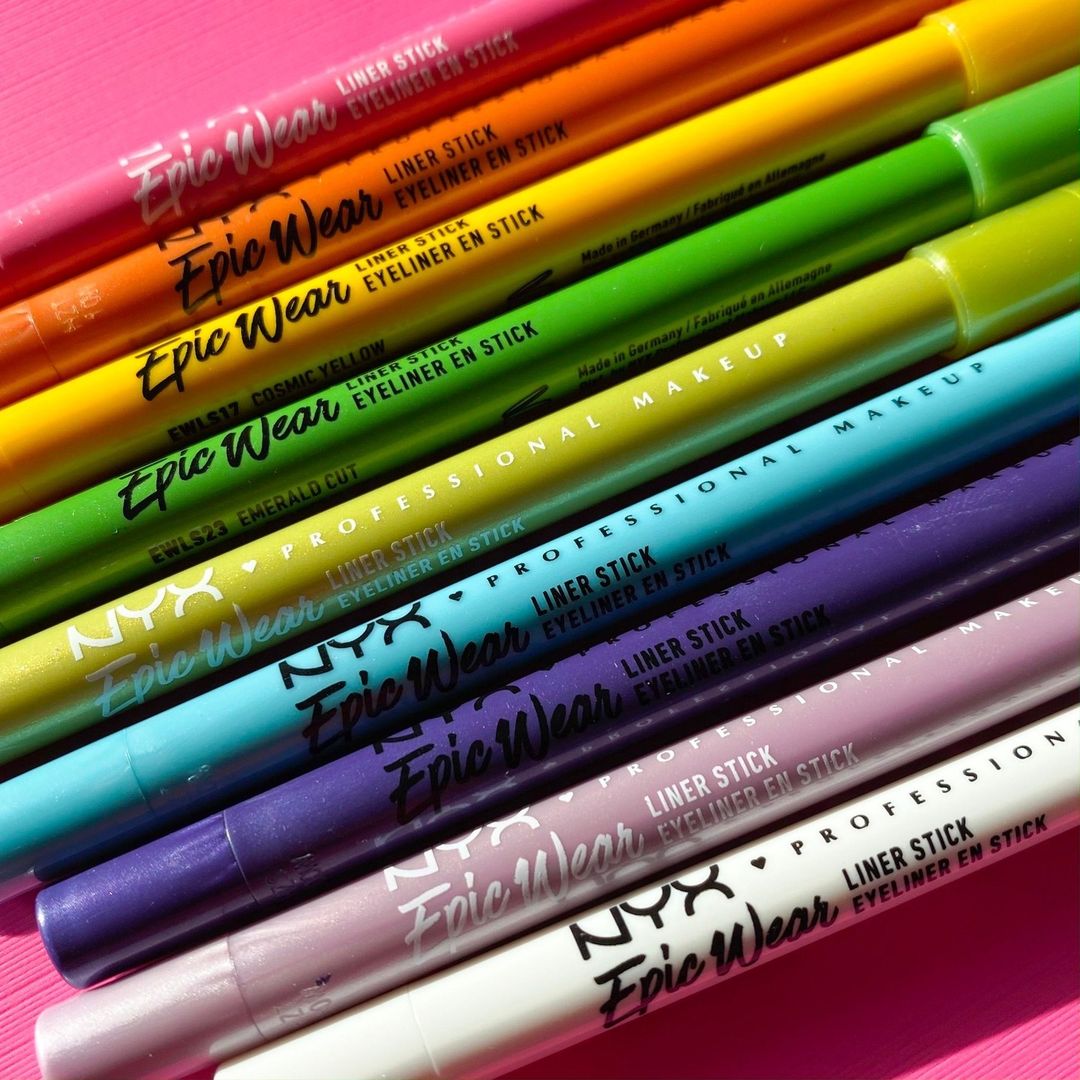 Epic Wear
LINER STICK
EYELINER EN STICK
Epic Wear
LINER STICK
EYELINER EN STICK
Epic Wear
LINER STICK
EYELINER EN STICK
EWLS17 COSMIC YELLOW
Made in Germany / Fabriqué en Allemagne
Epic Wear
LINER STICK
EYELINER EN STICK
EWLS23 EMERALD CUT
Made in Germany / Fabriqué en Allemagne
NYX ♥ PROFESSIONAL MAKEUP
Epic Wear
LINER STICK
EYELINER EN STICK
NYX ♥ PROFESSIONAL MAKEUP
Epic Wear
LINER STICK
EYELINER EN STICK
PROFESSIONAL MAKEUP
Epic Wear
LINER STICK
EYELINER EN STICK
NYX ♥ PROFESSIONAL MAKEUP
Epic Wear
LINER STICK
EYELINER EN STICK
NYX ♥ PROFESSIONA
Epic Wear
LINER STICK
EYELINER EN STICK